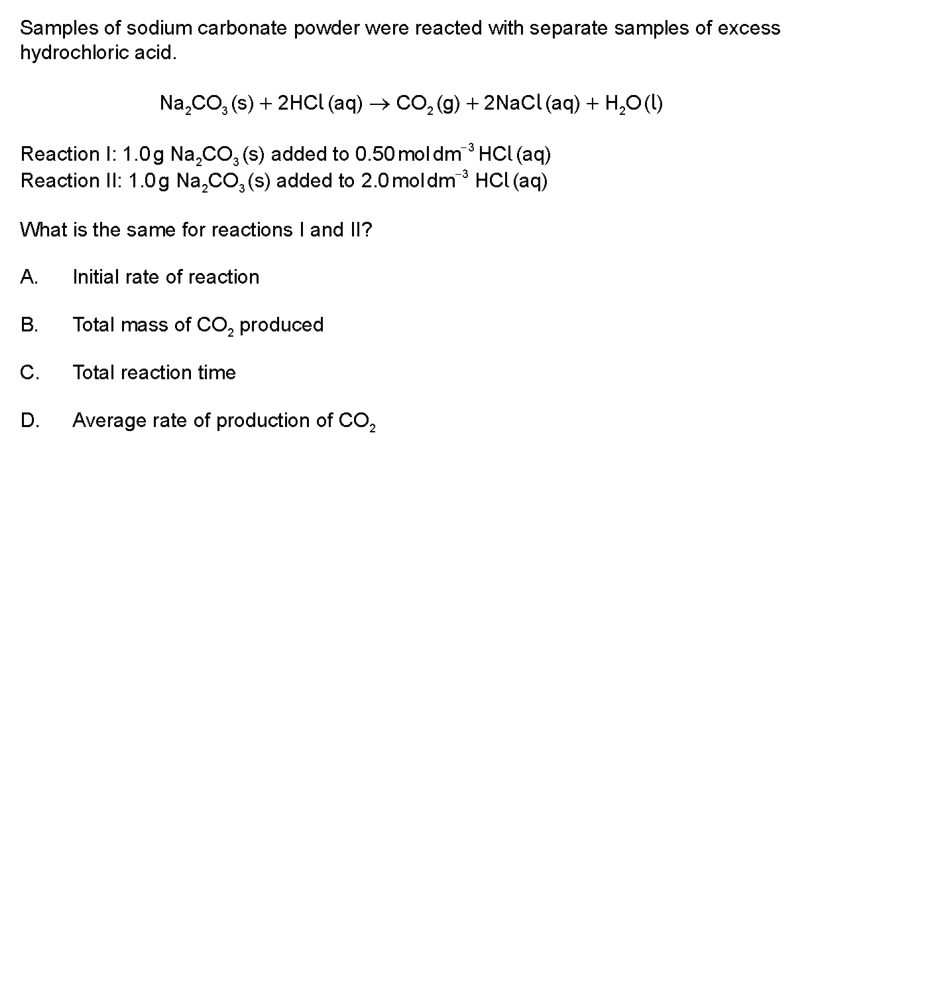 Samples of sodium carbonate powder were reacted with separate samples of excess
hydrochloric acid.
Na₂CO₃ (s) + 2HCl (aq) → CO₂ (g) + 2NaCl (aq) + H₂O (l)
Reaction I: 1.0 g Na₂CO₃ (s) added to 0.50 mol dm⁻³ HCl (aq)
Reaction II: 1.0 g Na₂CO₃ (s) added to 2.0 mol dm⁻³ HCl (aq)
What is the same for reactions I and II?
A. Initial rate of reaction
B. Total mass of CO₂ produced
C. Total reaction time
D. Average rate of production of CO₂